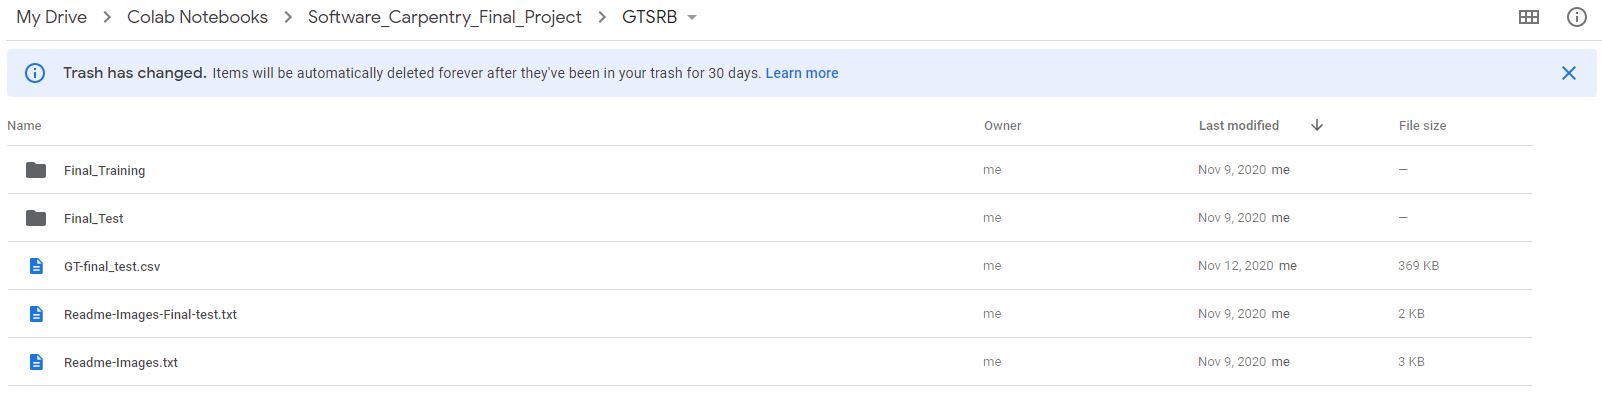 My Drive > Colab Notebooks > Software_Carpentry_Final_Project > GTSRB
Trash has changed. Items will be automatically deleted forever after they've been in your trash for 30 days. Learn more
Name Owner Last modified File size
Final_Training me Nov 9, 2020 me —
Final_Test me Nov 9, 2020 me —
GT-final_test.csv me Nov 12, 2020 me 369 KB
Readme-Images-Final-test.txt me Nov 9, 2020 me 2 KB
Readme-Images.txt me Nov 9, 2020 me 3 KB